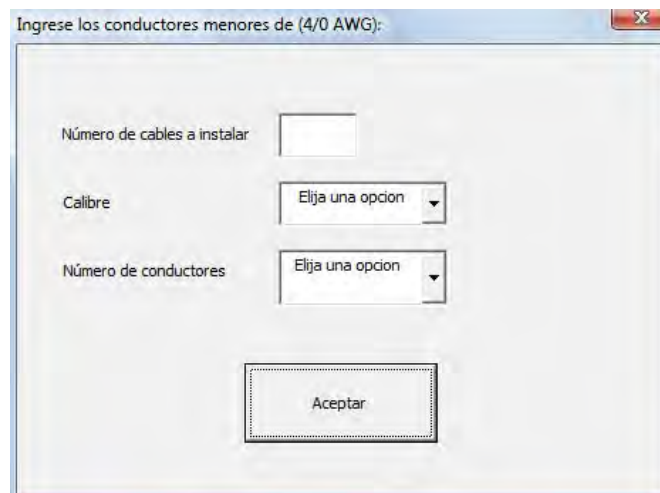 Ingrese los conductores menores de (4/0 AWG):
Número de cables a instalar
Calibre
Elija una opcion
Número de conductores
Elija una opcion
Aceptar